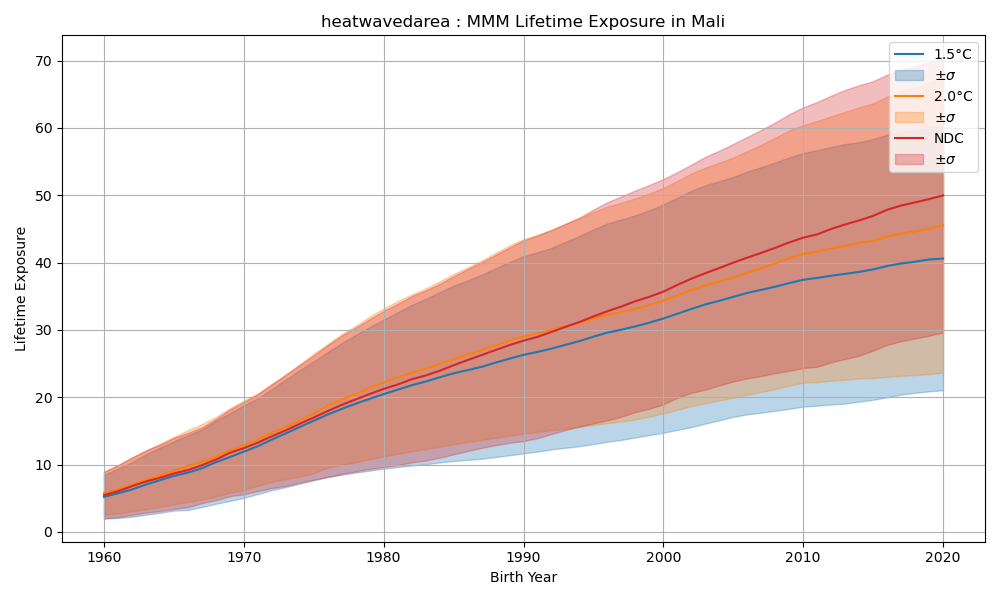 heatwavedarea : MMM Lifetime Exposure in Mali
70
60
50
40
30
20
10
0
Lifetime Exposure
1.5°C
±σ
2.0°C
±σ
NDC
±σ
1960 1970 1980 1990 2000 2010 2020
Birth Year